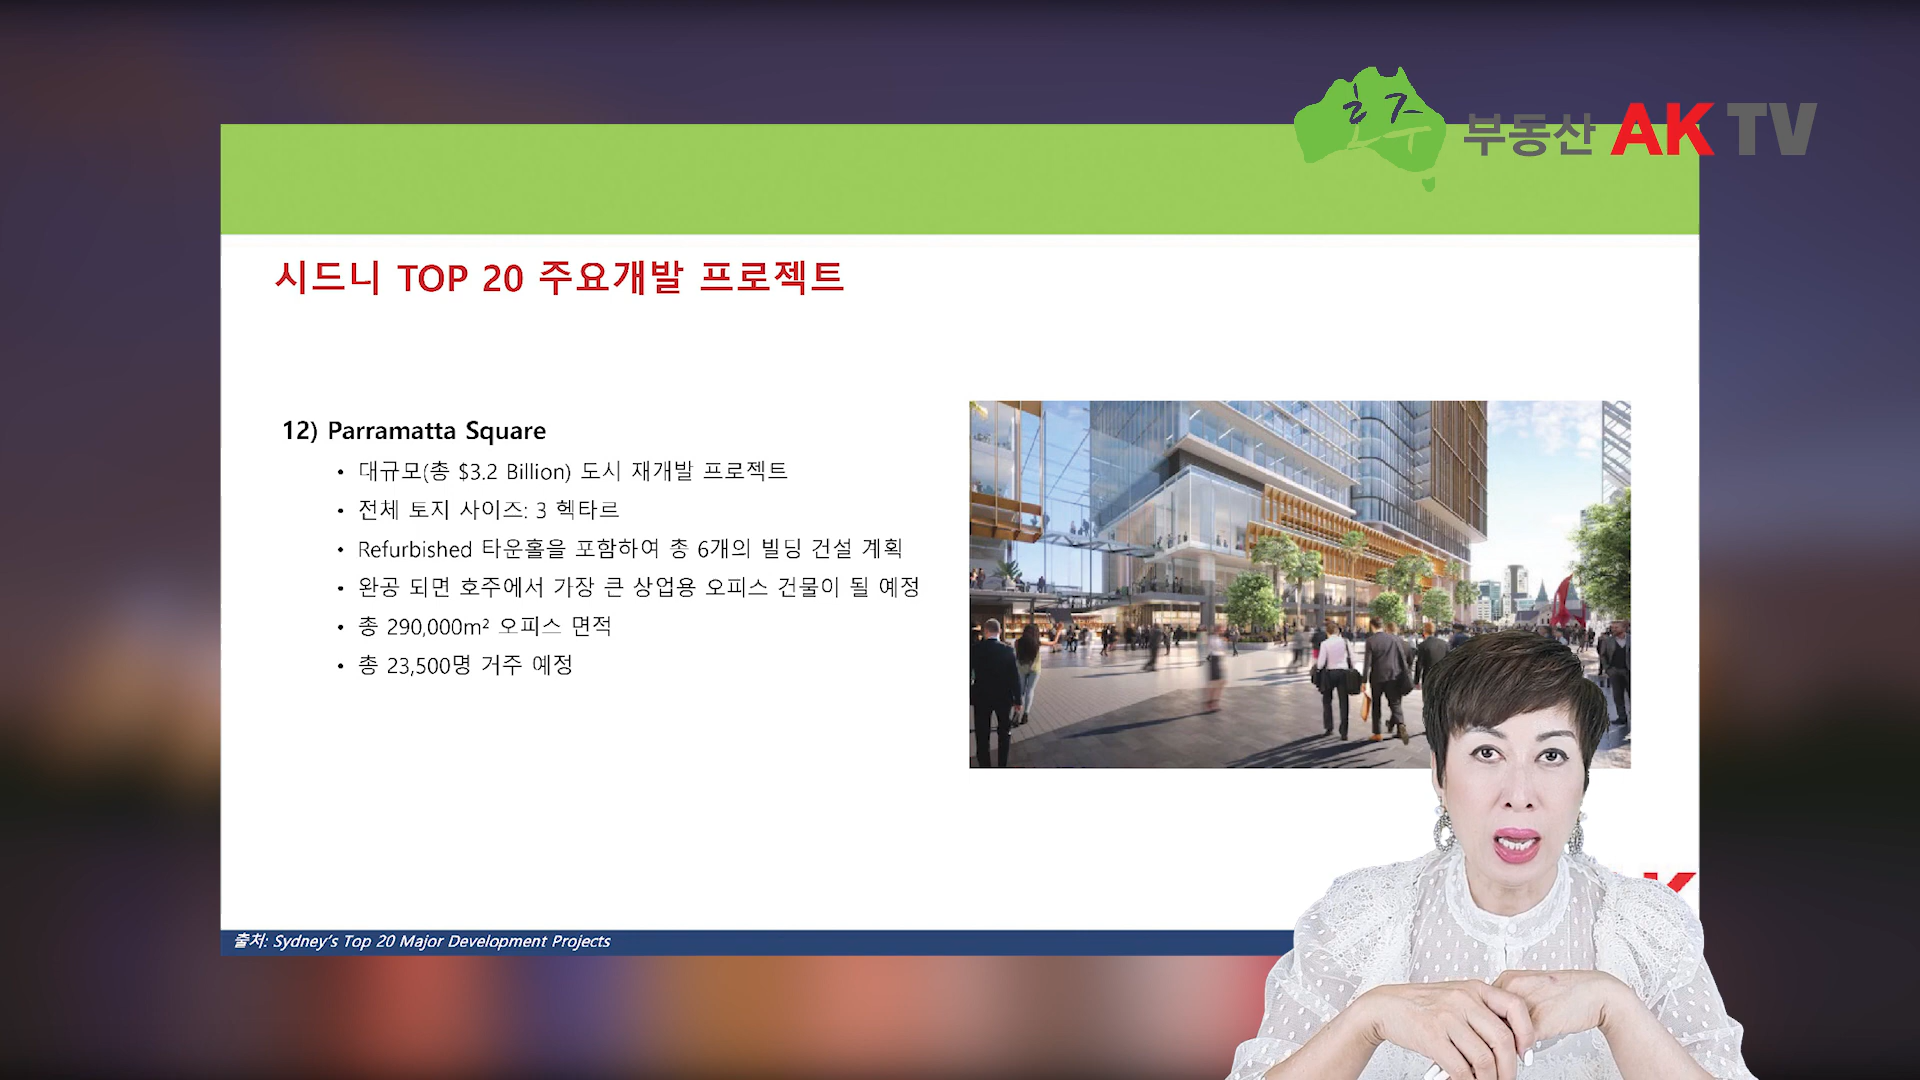 호주 부동산 AK TV
시드니 TOP 20 주요개발 프로젝트
12) Parramatta Square
• 대규모(총 $3.2 Billion) 도시 재개발 프로젝트
• 전체 토지 사이즈: 3 헥타르
• Refurbished 타운홀을 포함하여 총 6개의 빌딩 건설 계획
• 완공 되면 호주에서 가장 큰 상업용 오피스 건물이 될 예정
• 총 290,000m² 오피스 면적
• 총 23,500명 거주 예정
출처: Sydney's Top 20 Major Development Projects